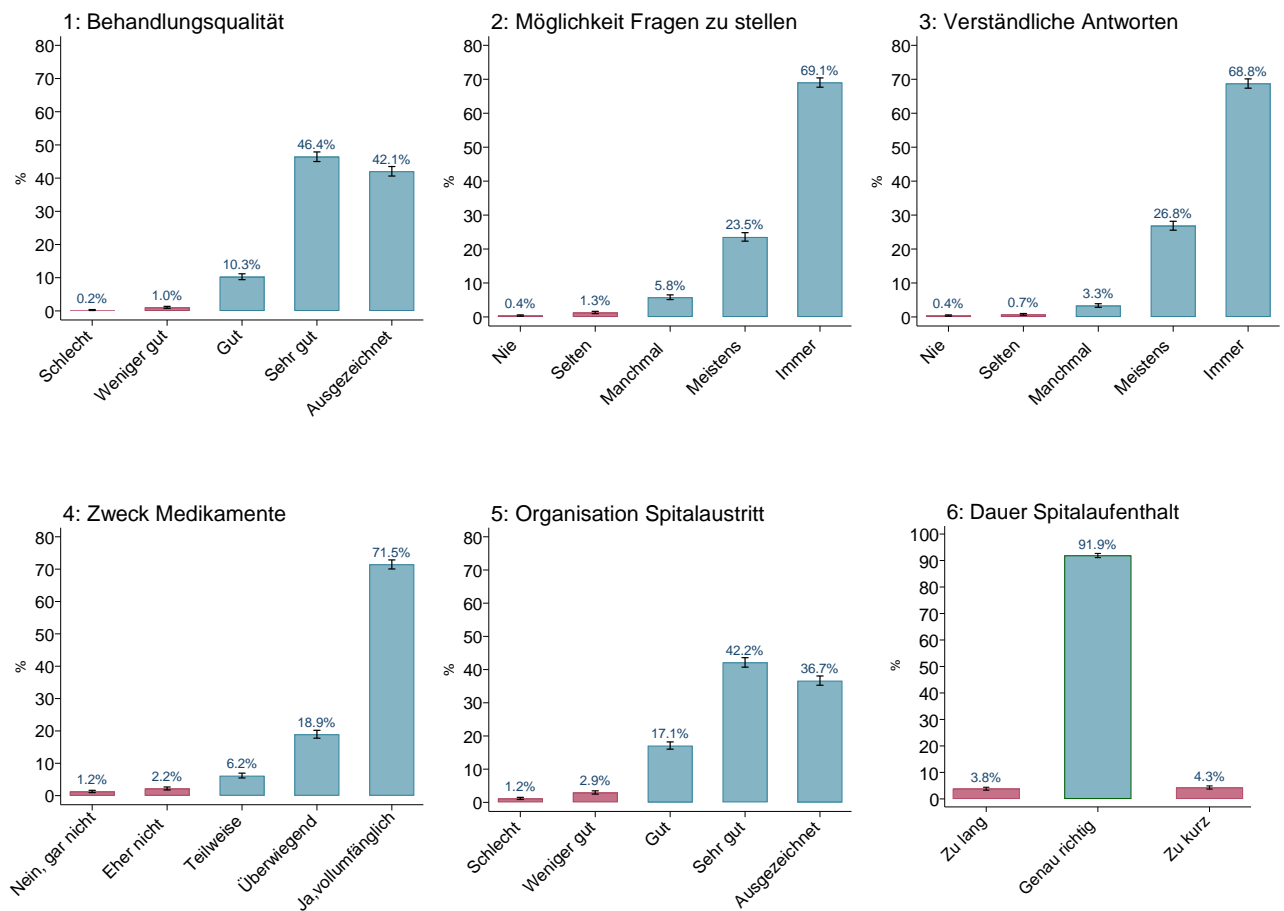 1: Behandlungsqualität
80
70
60
50
40
30
20
10
0
%
0.2%
1.0%
10.3%
46.4%
42.1%
Schlecht
Weniger gut
Gut
Sehr gut
Ausgezeichnet
2: Möglichkeit Fragen zu stellen
80
70
60
50
40
30
20
10
0
%
0.4%
1.3%
5.8%
23.5%
69.1%
Nie
Selten
Manchmal
Meistens
Immer
3: Verständliche Antworten
80
70
60
50
40
30
20
10
0
%
0.4%
0.7%
3.3%
26.8%
68.8%
Nie
Selten
Manchmal
Meistens
Immer
4: Zweck Medikamente
80
70
60
50
40
30
20
10
0
%
1.2%
2.2%
6.2%
18.9%
71.5%
Nein, gar nicht
Eher nicht
Teilweise
Überwiegend
Ja,vollumfänglich
5: Organisation Spitalaustritt
80
70
60
50
40
30
20
10
0
%
1.2%
2.9%
17.1%
42.2%
36.7%
Schlecht
Weniger gut
Gut
Sehr gut
Ausgezeichnet
6: Dauer Spitalaufenthalt
100
90
80
70
60
50
40
30
20
10
0
%
3.8%
91.9%
4.3%
Zu lang
Genau richtig
Zu kurz